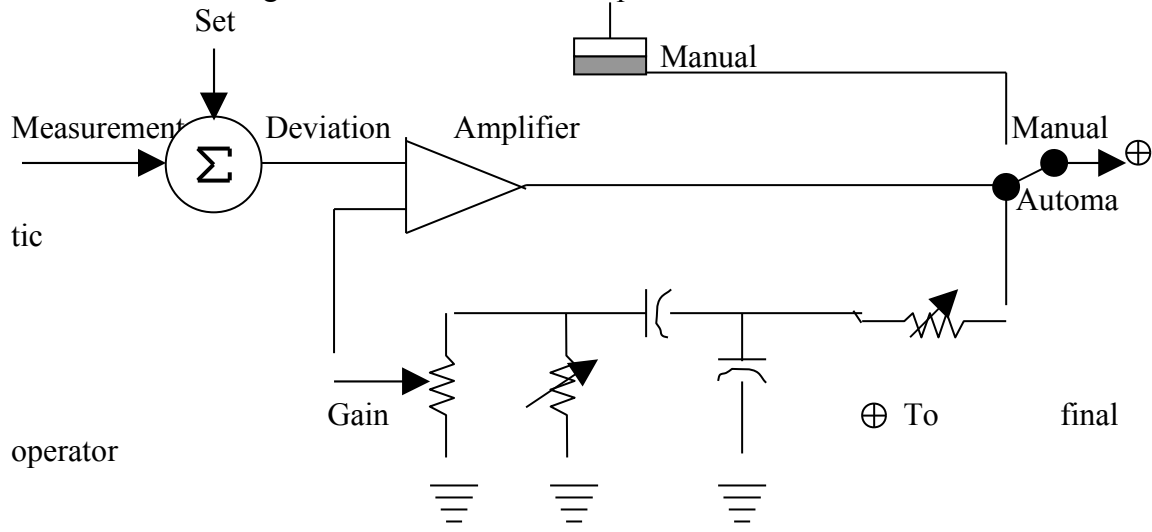 Set
Manual
Measurement Deviation Amplifier Manual
Σ ⊕
Automa
tic
Gain ⊕ To final
operator